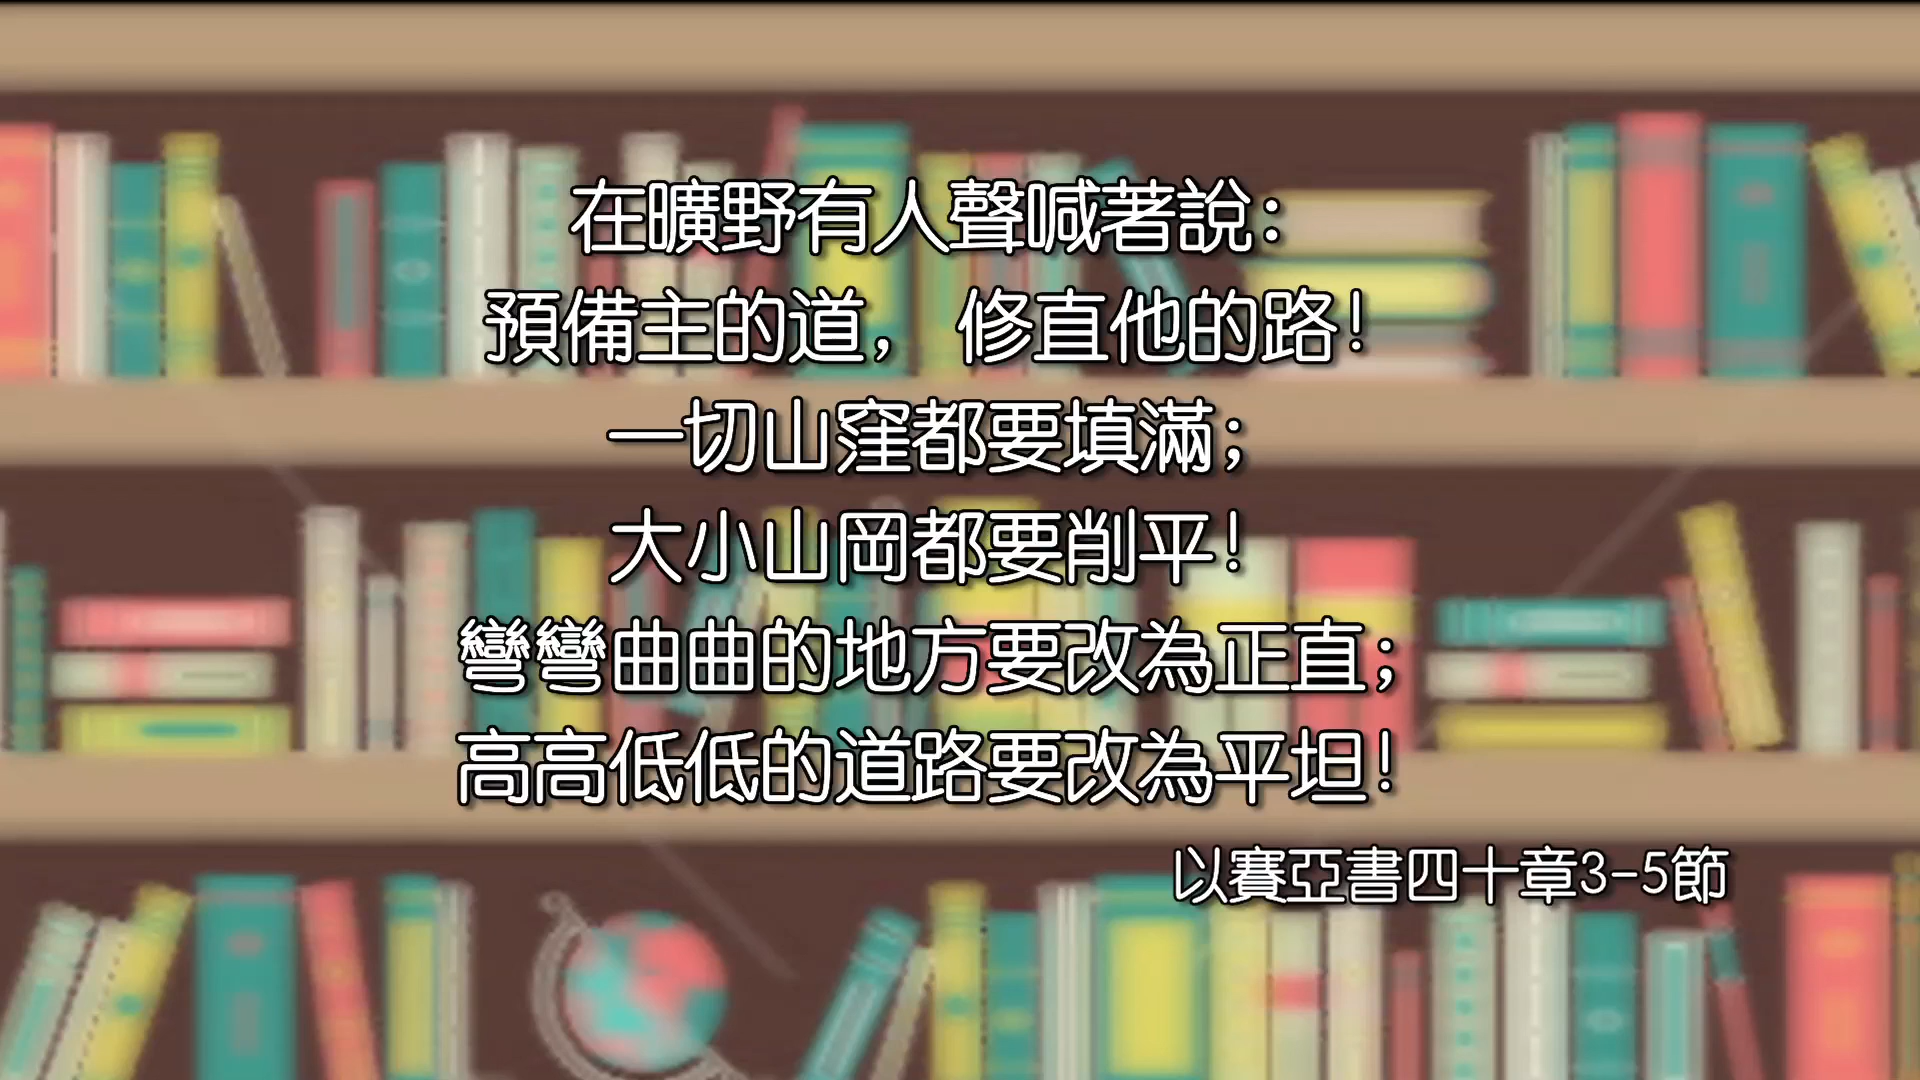 在曠野有人聲喊著說：
預備主的道， 修直他的路！
一切山窪都要填滿；
大小山岡都要削平！
彎彎曲曲的地方要改為正直；
高高低低的道路要改為平坦！
以賽亞書四十章3-5節